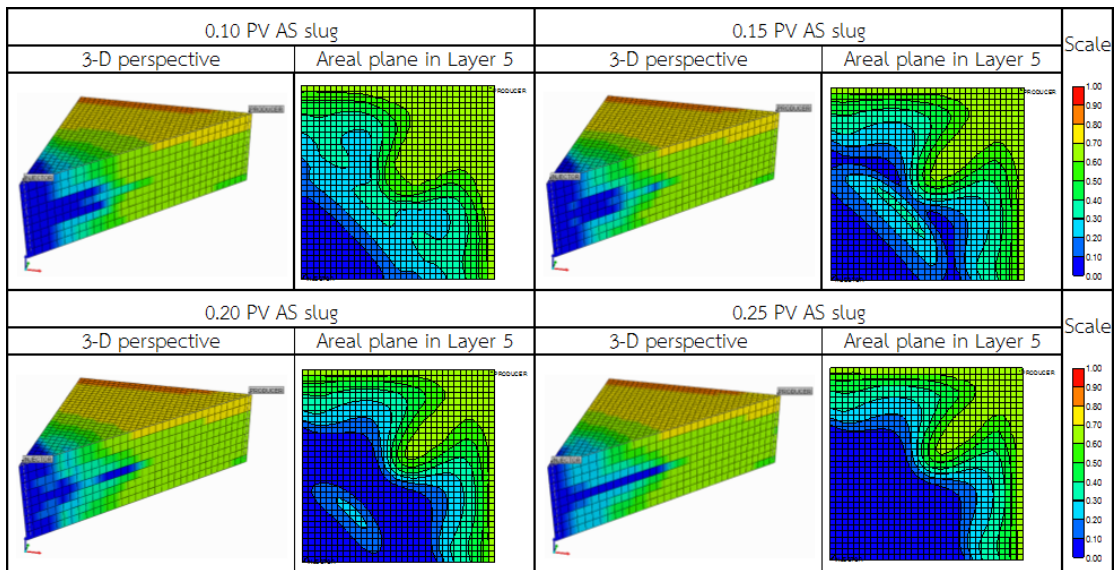 0.10 PV AS slug
0.15 PV AS slug
Scale
3-D perspective
Areal plane in Layer 5
3-D perspective
Areal plane in Layer 5
PRODUCER
PRODUCER
PRODUCER
PRODUCER
INJECTOR
INJECTOR
1.00
0.90
0.80
0.70
0.60
0.50
0.40
0.30
0.20
0.10
0.00
0.20 PV AS slug
0.25 PV AS slug
Scale
3-D perspective
Areal plane in Layer 5
3-D perspective
Areal plane in Layer 5
PRODUCER
PRODUCER
PRODUCER
PRODUCER
INJECTOR
INJECTOR
1.00
0.90
0.80
0.70
0.60
0.50
0.40
0.30
0.20
0.10
0.00